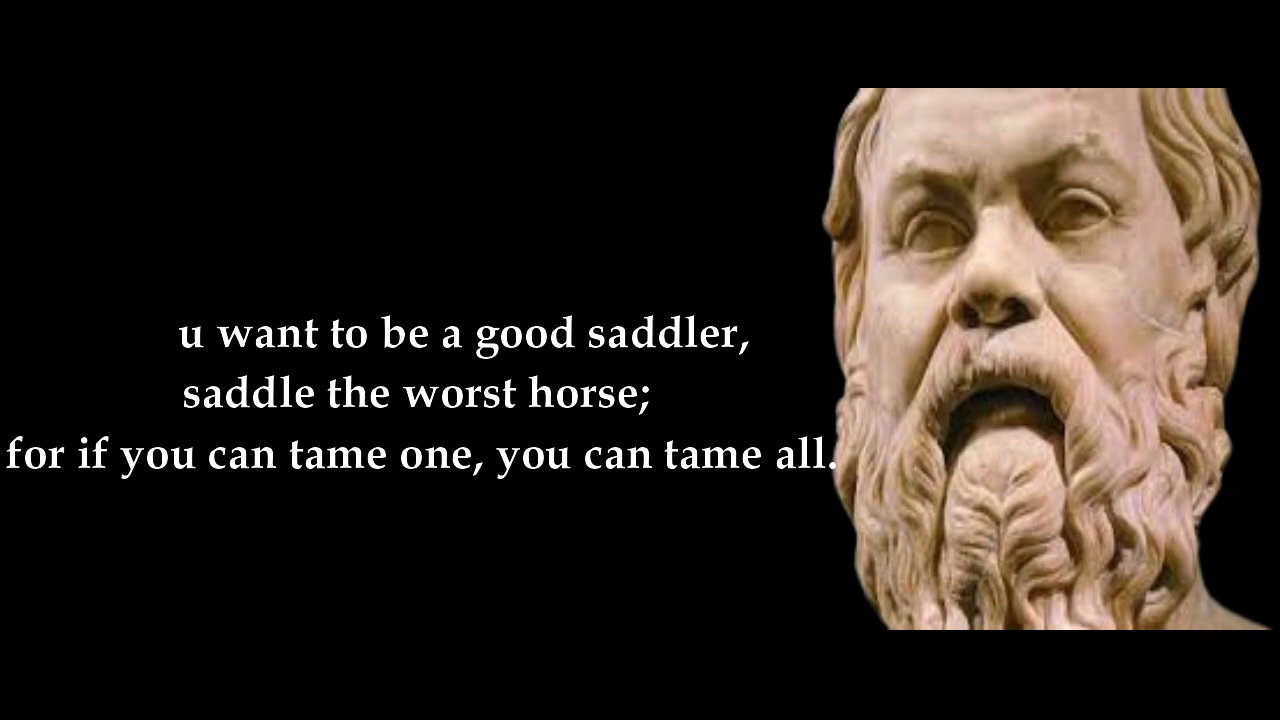 u want to be a good saddler,
saddle the worst horse;
for if you can tame one, you can tame all.